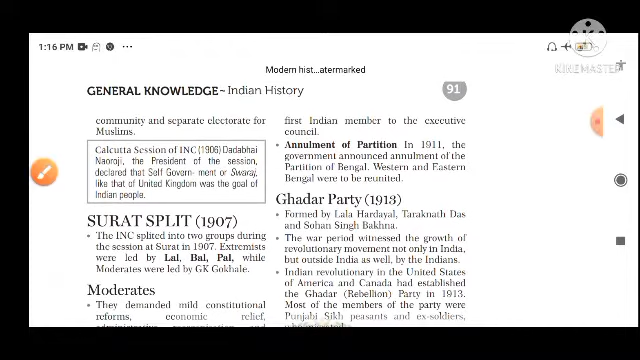 1:16 PM
KINEMASTER
Modern hist...atermarked
GENERAL KNOWLEDGE~ Indian History
91
community and separate electorate for
Muslims.
Calcutta Session of INC (1906) Dadabhai
Naoroji, the President of the session,
declared that Self Government or Swaraj,
like that of United Kingdom was the goal of
Indian people.
SURAT SPLIT (1907)
• The INC splited into two groups during
the session at Surat in 1907. Extremists
were led by Lal, Bal, Pal, while
Moderates were led by GK Gokhale.
Moderates
• They demanded mild constitutional
reforms, economic relief,
administrative reorganisation and
first Indian member to the executive
council.
• Annulment of Partition In 1911, the
government announced annulment of the
Partition of Bengal. Western and Eastern
Bengal were to be reunited.
Ghadar Party (1913)
• Formed by Lala Hardayal, Taraknath Das
and Sohan Singh Bakhna.
• The war period witnessed the growth of
revolutionary movement not only in India,
but outside India as well, by the Indians.
• Indian revolutionary in the United States
of America and Canada had established
the Ghadar (Rebellion) Party in 1913.
Most of the members of the party were
Punjabi Sikh peasants and ex-soldiers,